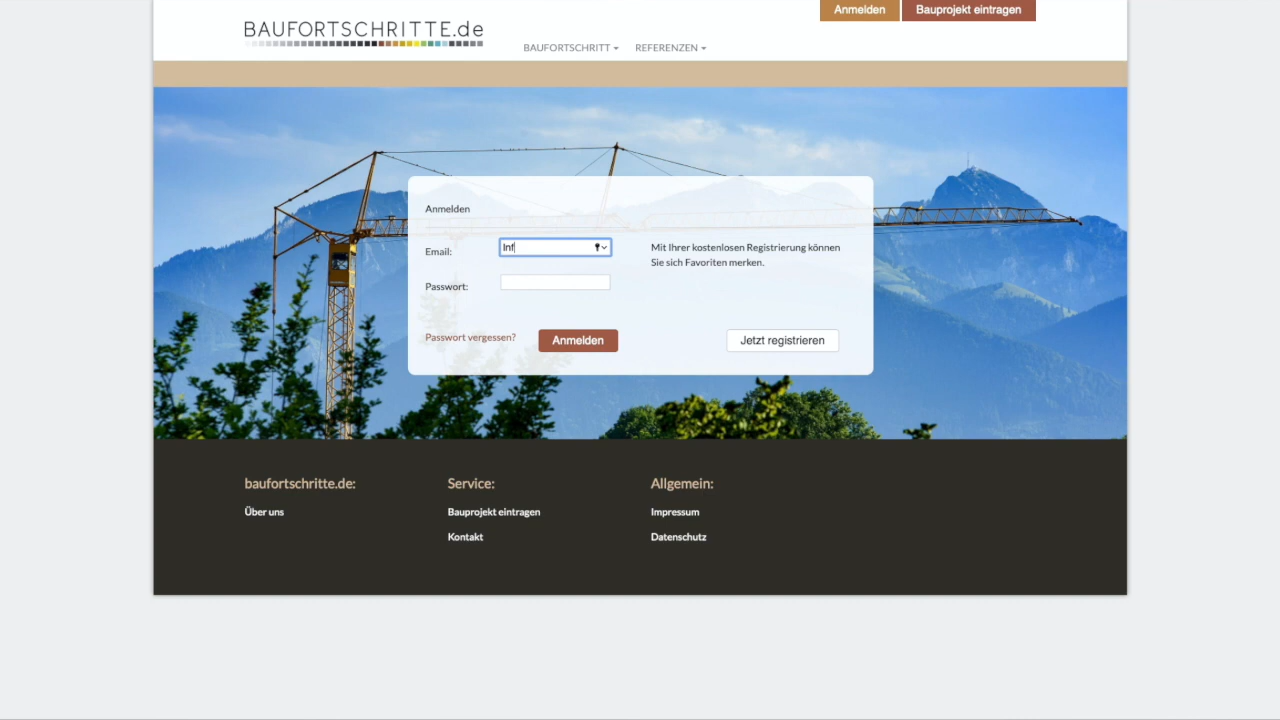 Anmelden
Bauprojekt eintragen
BAUFORTSCHRITTE.de
BAUFORTSCHRITT
REFERENZEN
Anmelden
Email:
Inf
Mit Ihrer kostenlosen Registrierung können
Sie sich Favoriten merken.
Passwort:
Passwort vergessen?
Anmelden
Jetzt registrieren
baufortschritte.de:
Service:
Allgemein:
Über uns
Bauprojekt eintragen
Impressum
Kontakt
Datenschutz